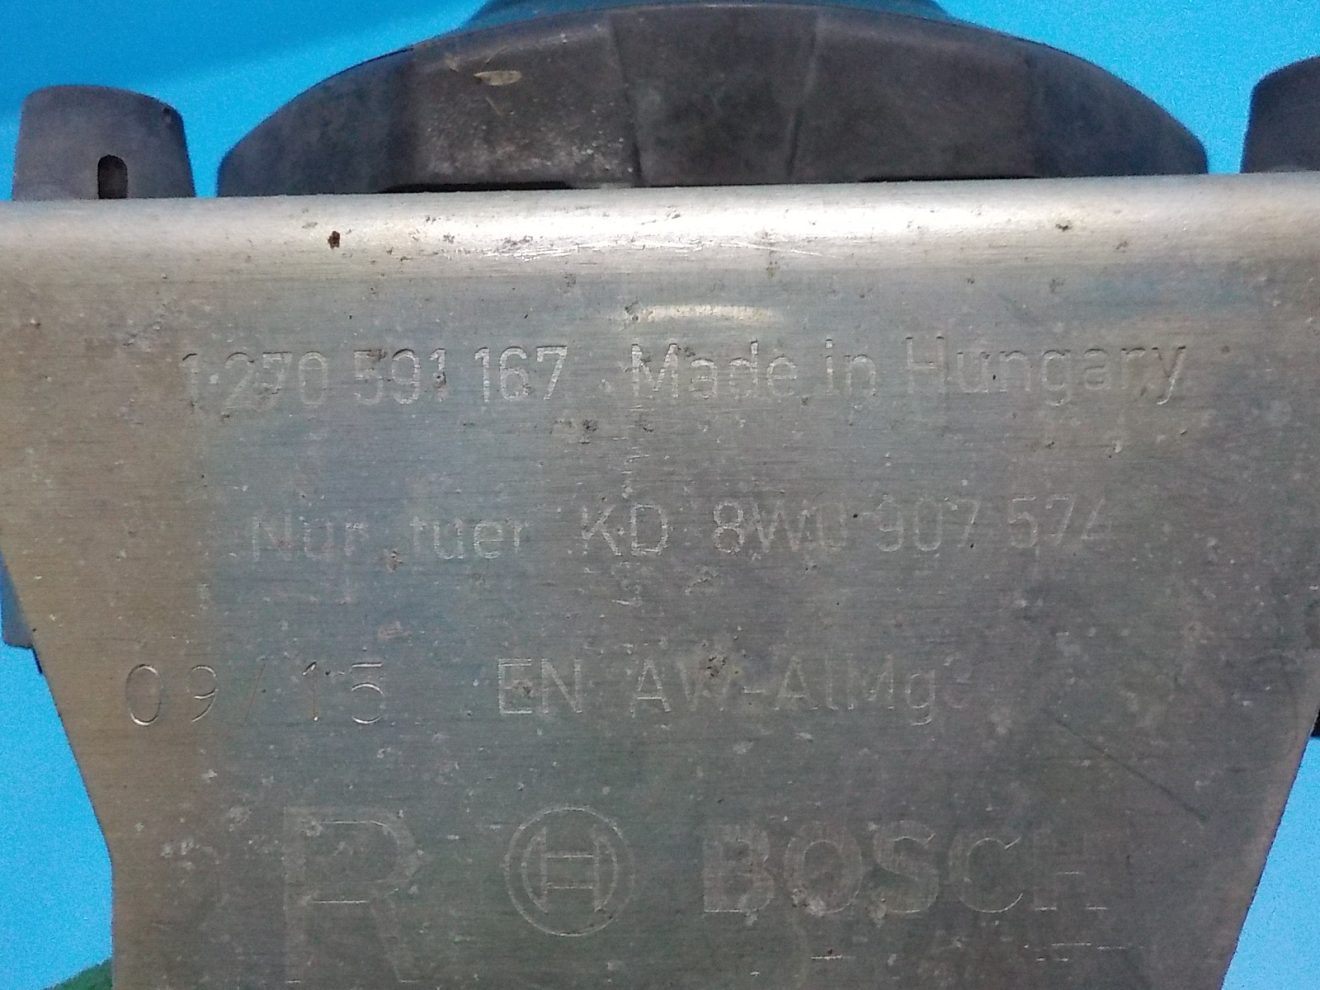 1 270 591 167 Made in Hungary
Nur fuer KD 8W0 907 574
09/15 EN AW-AlMg
R BOSCH